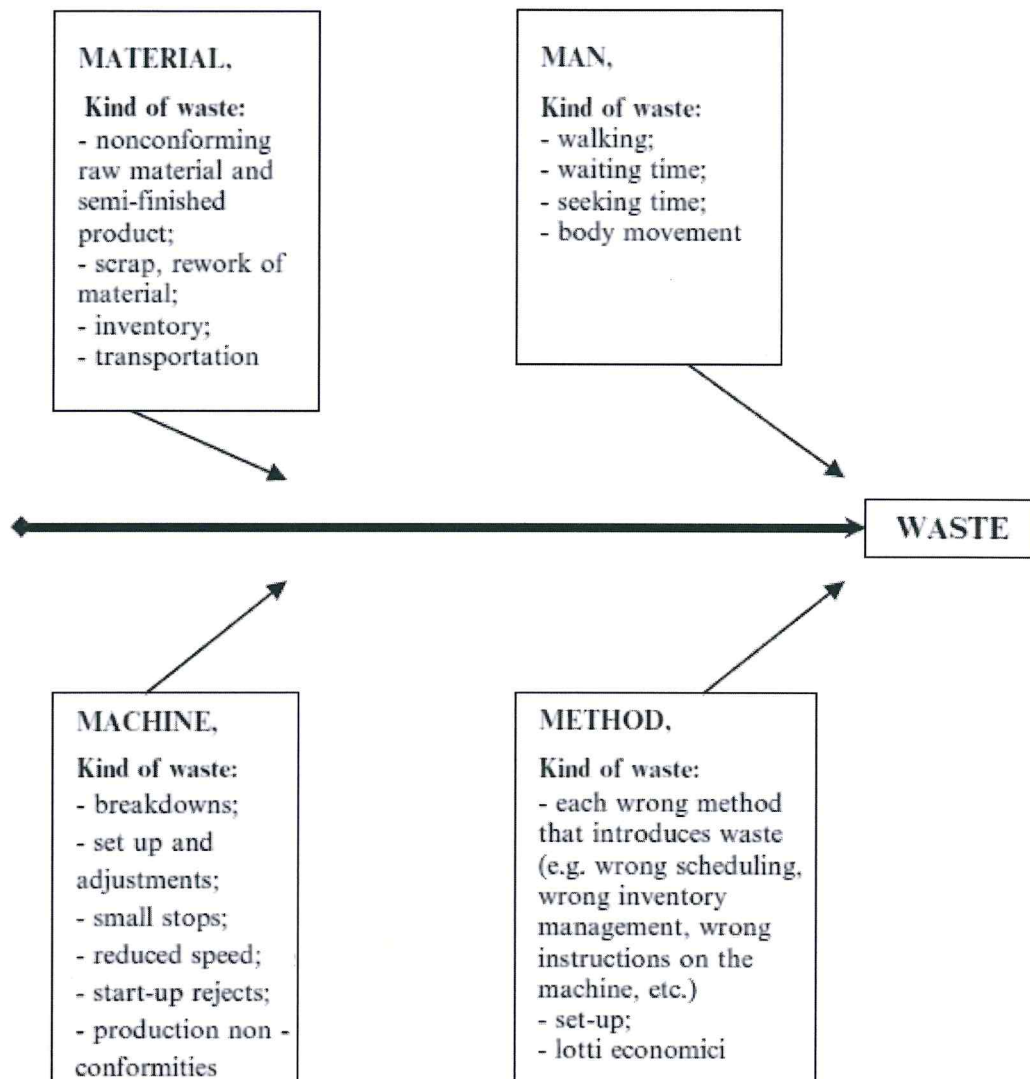 MATERIAL,
Kind of waste:
- nonconforming
raw material and
semi-finished
product;
- scrap, rework of
material;
- inventory;
- transportation
MAN,
Kind of waste:
- walking;
- waiting time;
- seeking time;
- body movement
WASTE
MACHINE,
Kind of waste:
- breakdowns;
- set up and
adjustments;
- small stops;
- reduced speed;
- start-up rejects;
- production non -
conformities
METHOD,
Kind of waste:
- each wrong method
that introduces waste
(e.g. wrong scheduling,
wrong inventory
management, wrong
instructions on the
machine, etc.)
- set-up;
- lotti economici